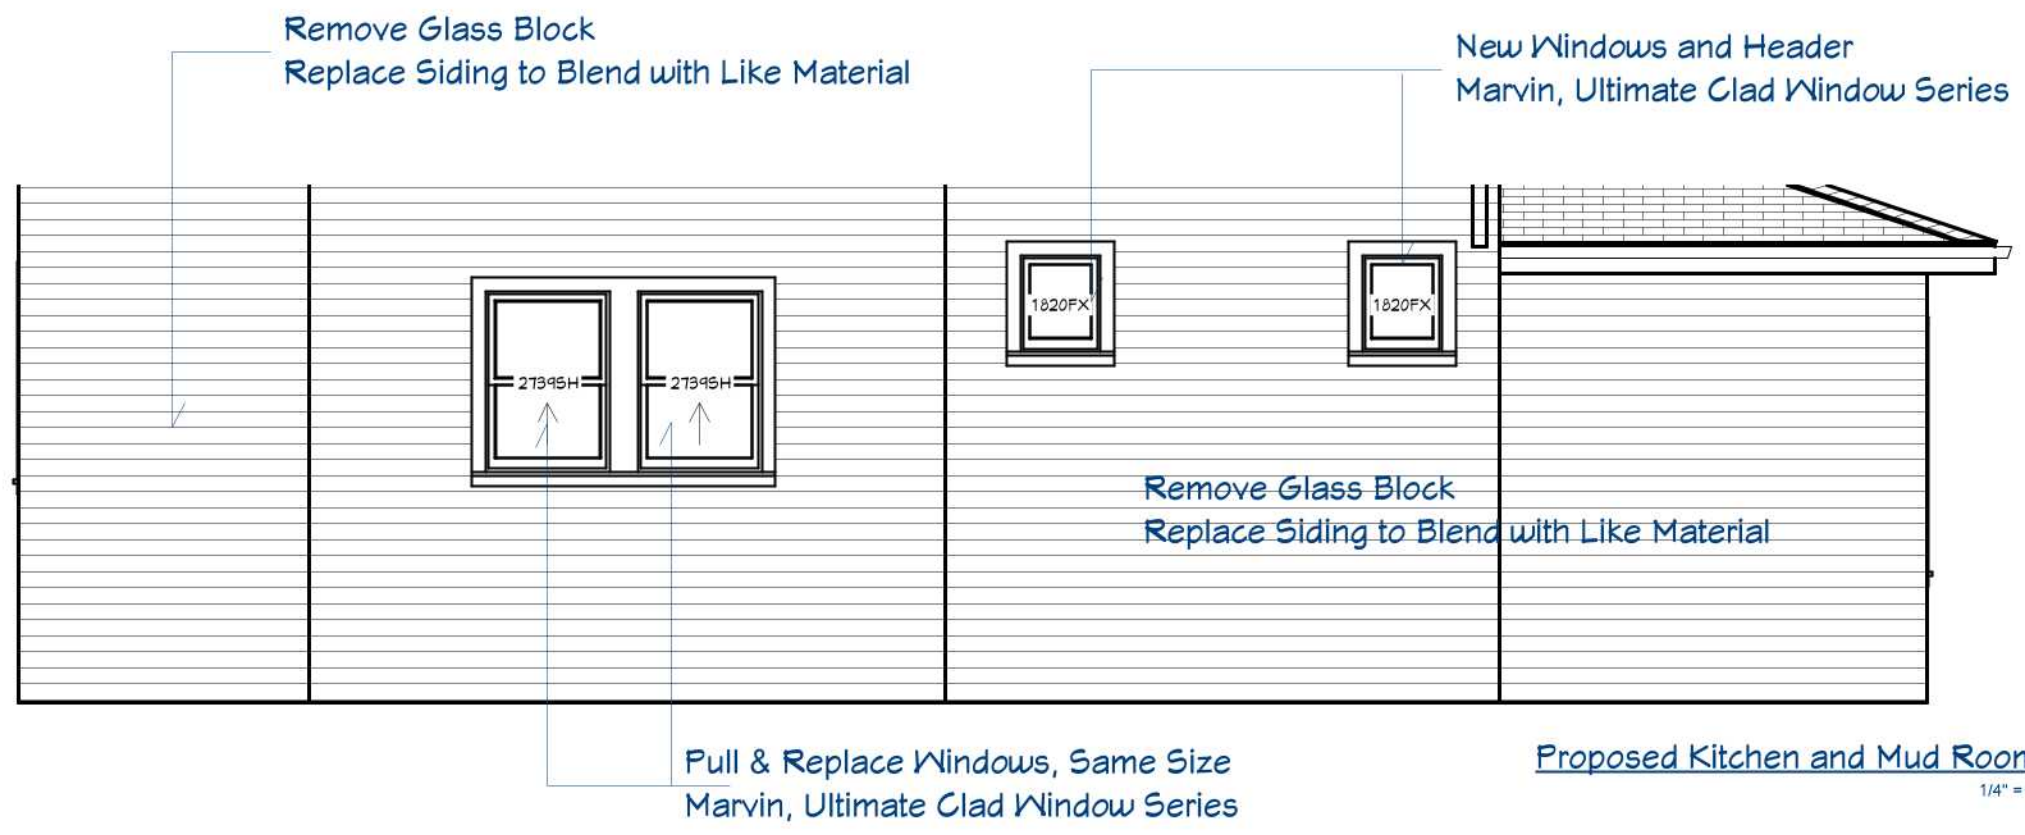 Remove Glass Block
Replace Siding to Blend with Like Material
New Windows and Header
Marvin, Ultimate Clad Window Series
1820FX
1820FX
2739SH
2739SH
Remove Glass Block
Replace Siding to Blend with Like Material
Pull & Replace Windows, Same Size
Marvin, Ultimate Clad Window Series
Proposed Kitchen and Mud Room
1/4" =